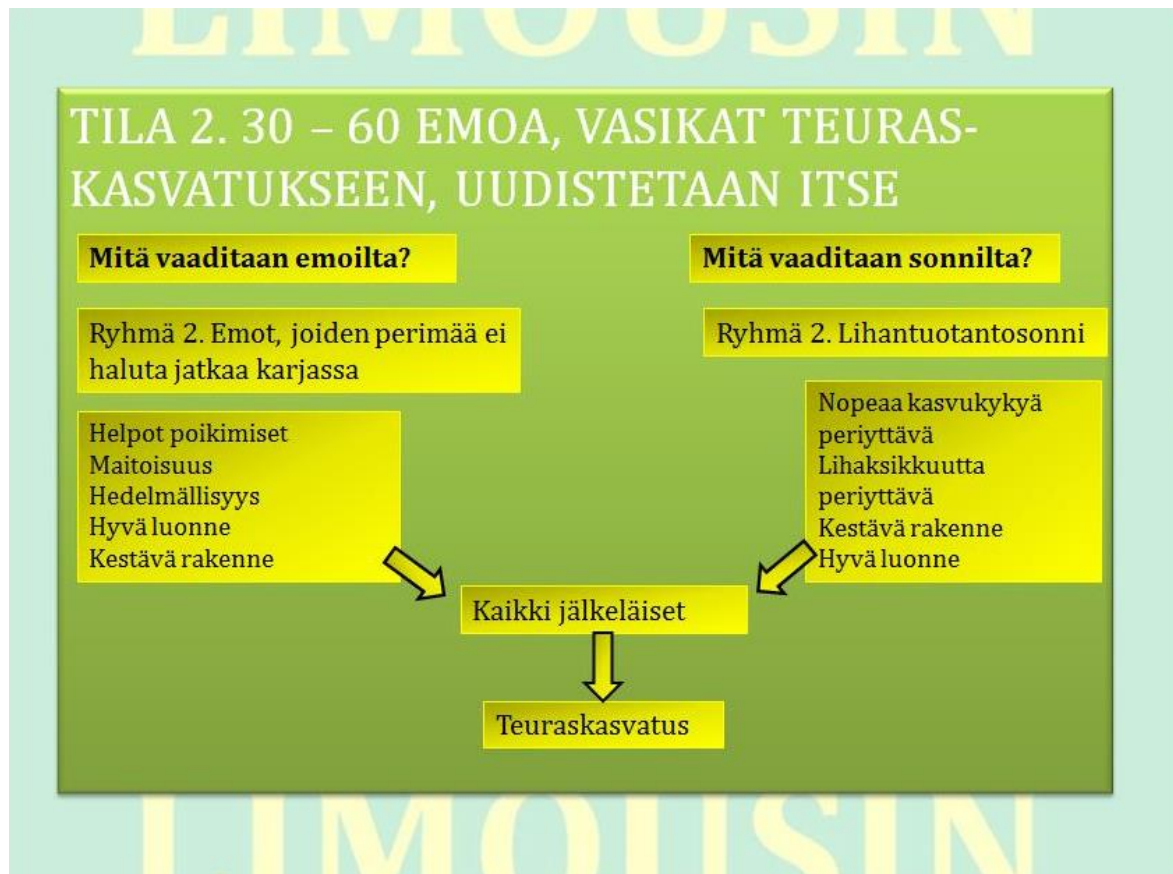 LIMOUSIN
TILA 2. 30 – 60 EMOA, VASIKAT TEURAS-
KASVATUKSEEN, UUDISTETAAN ITSE
Mitä vaaditaan emoilta?
Mitä vaaditaan sonnilta?
Ryhmä 2. Emot, joiden perimää ei
haluta jatkaa karjassa
Ryhmä 2. Lihantuotantosonni
Helpot poikimiset
Maitoisuus
Hedelmällisyys
Hyvä luonne
Kestävä rakenne
Nopeaa kasvukykyä
periyttävä
Lihaksikkuutta
periyttävä
Kestävä rakenne
Hyvä luonne
Kaikki jälkeläiset
Teuraskasvatus
LIMOUSIN